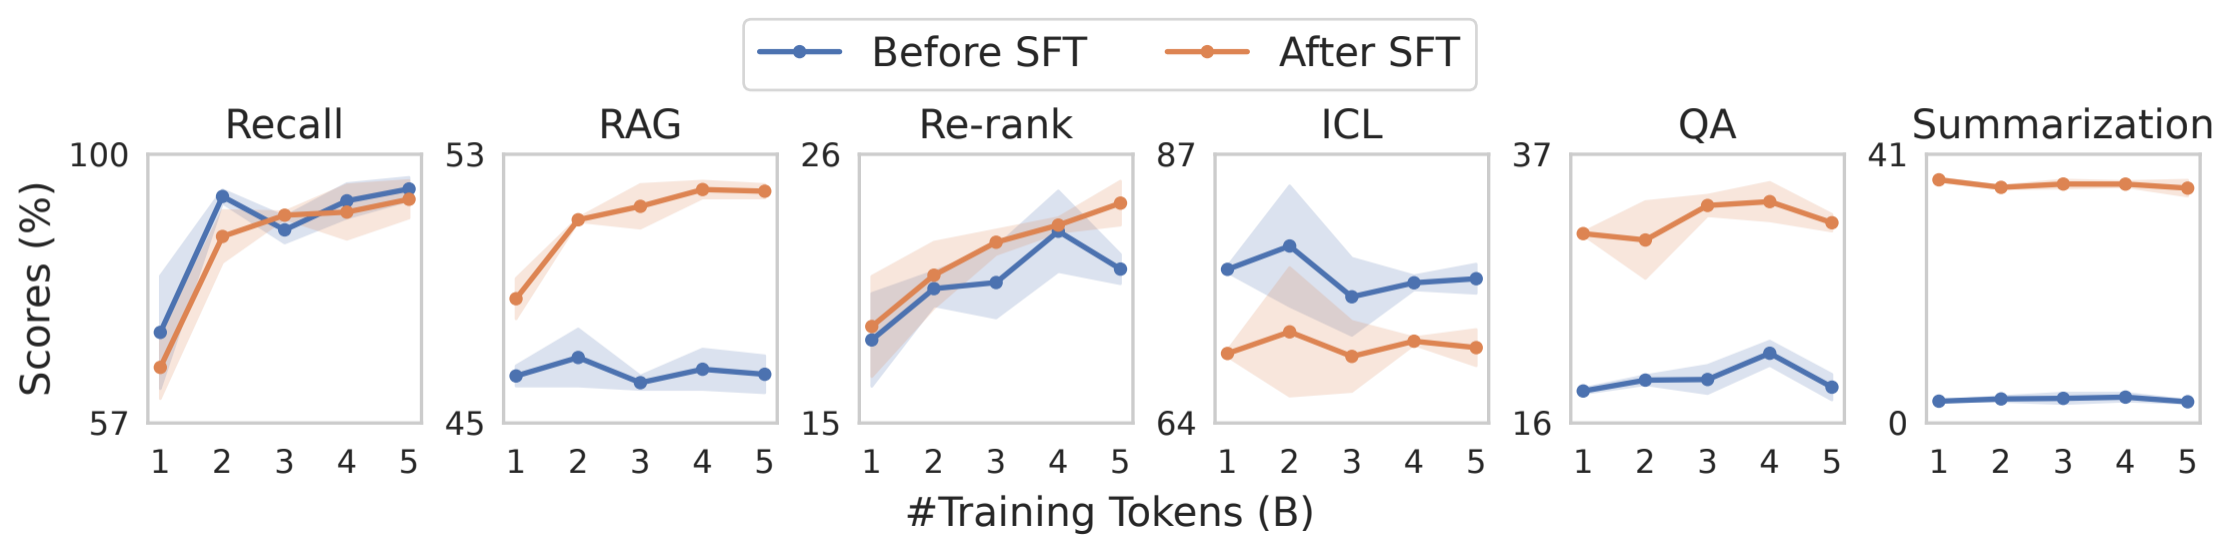 Before SFT After SFT
Recall RAG Re-rank ICL QA Summarization
100 53 26 87 37 41
Scores (%)
57 45 15 64 16 0
1 2 3 4 5 1 2 3 4 5 1 2 3 4 5 1 2 3 4 5 1 2 3 4 5 1 2 3 4 5
#Training Tokens (B)